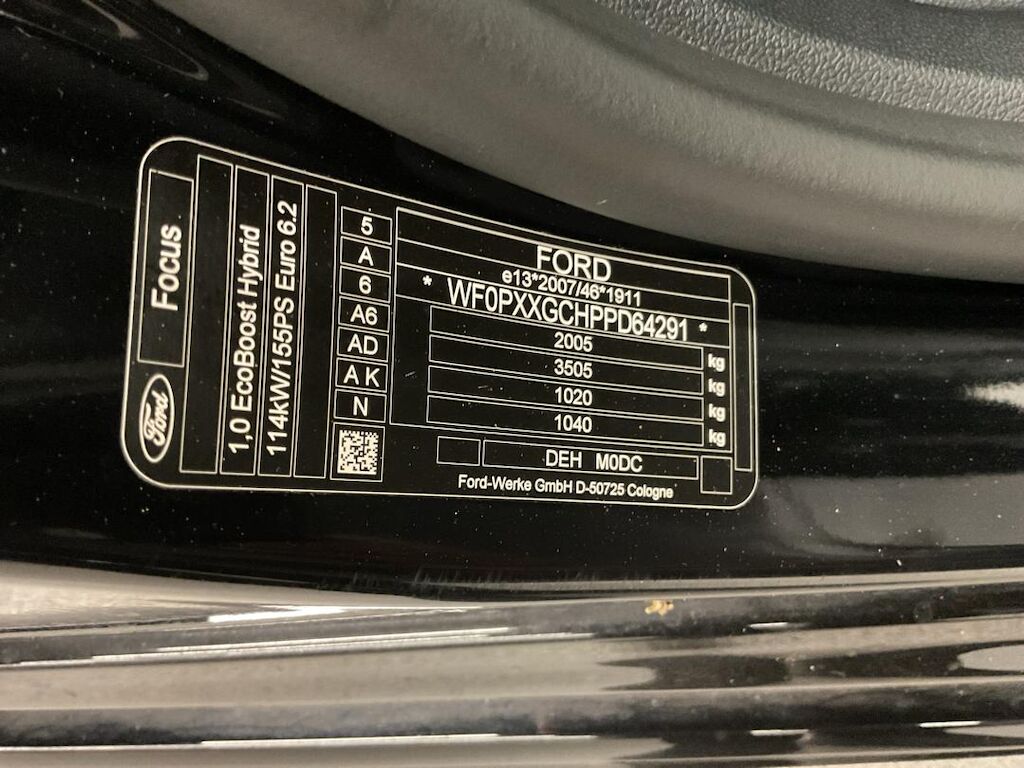 FORD
e13*2007/46*1911
* WF0PXXGCHPPD64291 *
2005 kg
3505 kg
1020 kg
1040 kg
DEH M0DC
Ford-Werke GmbH D-50725 Cologne
5
A
6
A6
AD
A K
N
Focus
1,0 EcoBoost Hybrid
114kW/155PS Euro 6.2
Ford